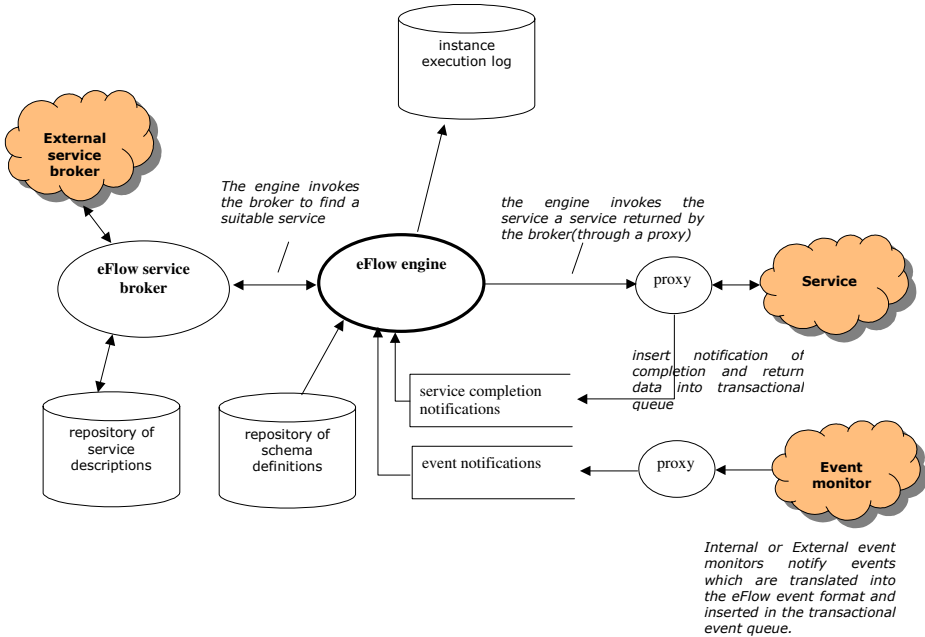 instance
execution log
External
service
broker
The engine invokes
the broker to find a
suitable service
the engine invokes the
service a service returned by
the broker(through a proxy)
eFlow service
broker
eFlow engine
proxy
Service
insert notification of
completion and return
data into transactional
queue
service completion
notifications
repository of
service
descriptions
repository of
schema
definitions
event notifications
proxy
Event
monitor
Internal or External event
monitors notify events
which are translated into
the eFlow event format and
inserted in the transactional
event queue.